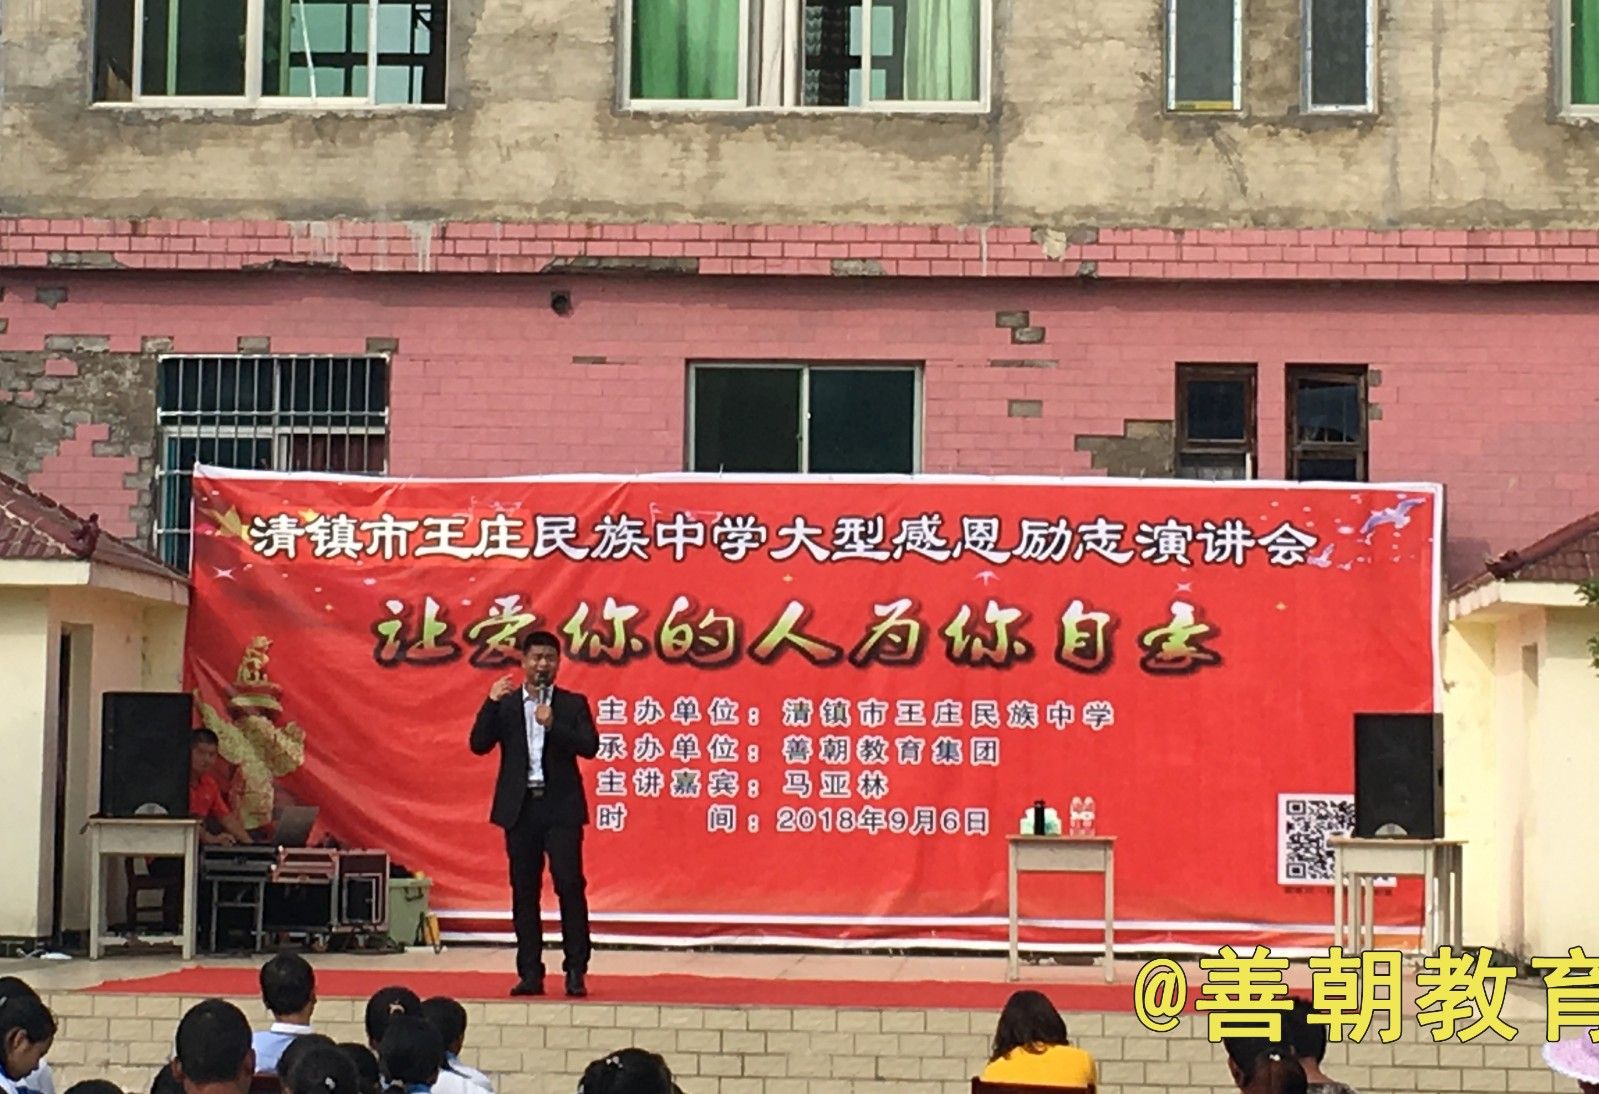 清镇市王庄民族中学大型感恩励志演讲会
让爱你的人为你自豪
主办单位：清镇市王庄民族中学
承办单位：善朝教育集团
主讲嘉宾：马亚林
时　　间：2018年9月6日
@善朝教育